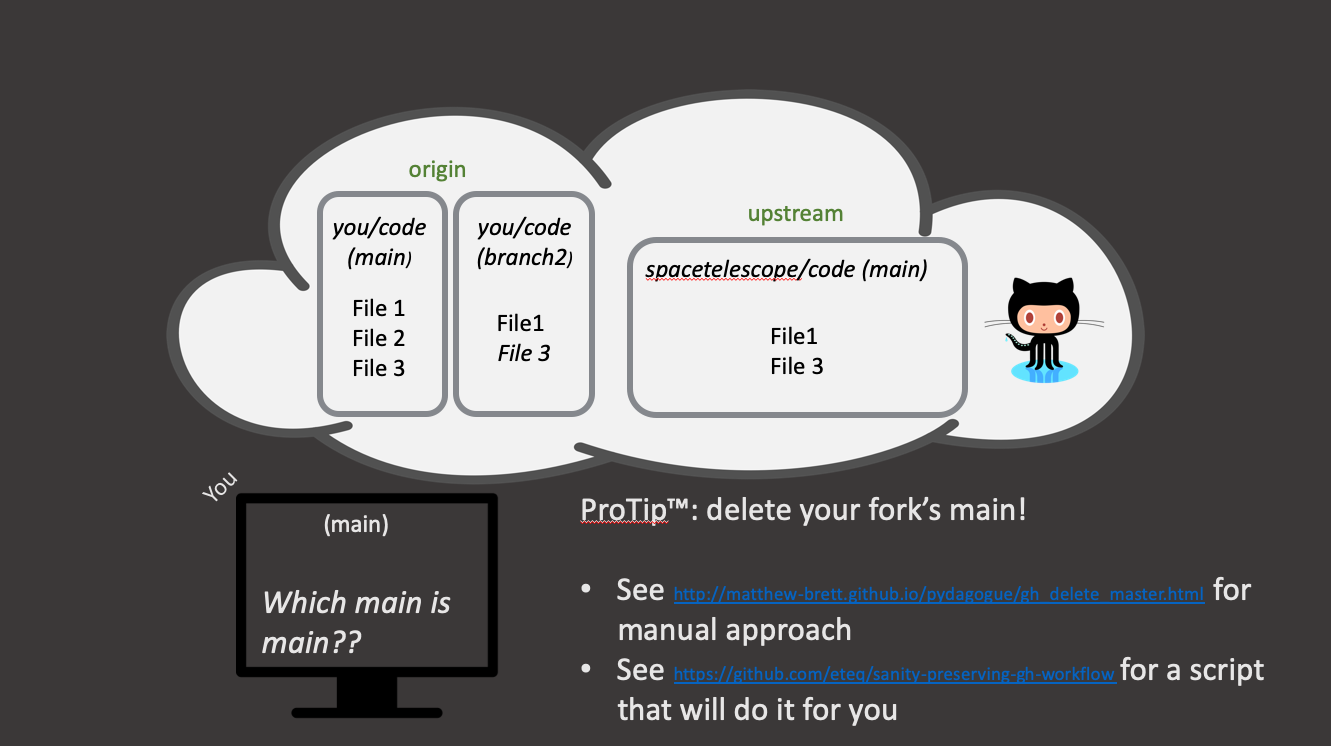 origin
you/code
(main)
File 1
File 2
File 3
you/code
(branch2)
File1
File 3
upstream
spacetelescope/code (main)
File1
File 3
You
(main)
Which main is
main??
ProTip™: delete your fork’s main!
• See http://matthew-brett.github.io/pydagogue/gh_delete_master.html for
manual approach
• See https://github.com/eteq/sanity-preserving-gh-workflow for a script
that will do it for you